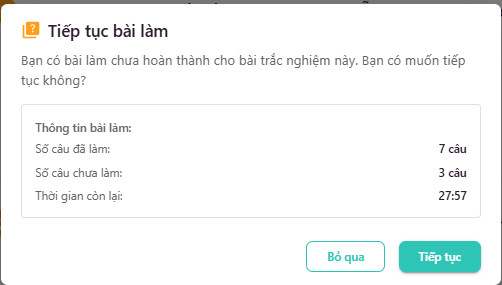 Tiếp tục bài làm
Bạn có bài làm chưa hoàn thành cho bài trắc nghiệm này. Bạn có muốn tiếp
tục không?
Thông tin bài làm:
Số câu đã làm: 7 câu
Số câu chưa làm: 3 câu
Thời gian còn lại: 27:57
Bỏ qua Tiếp tục